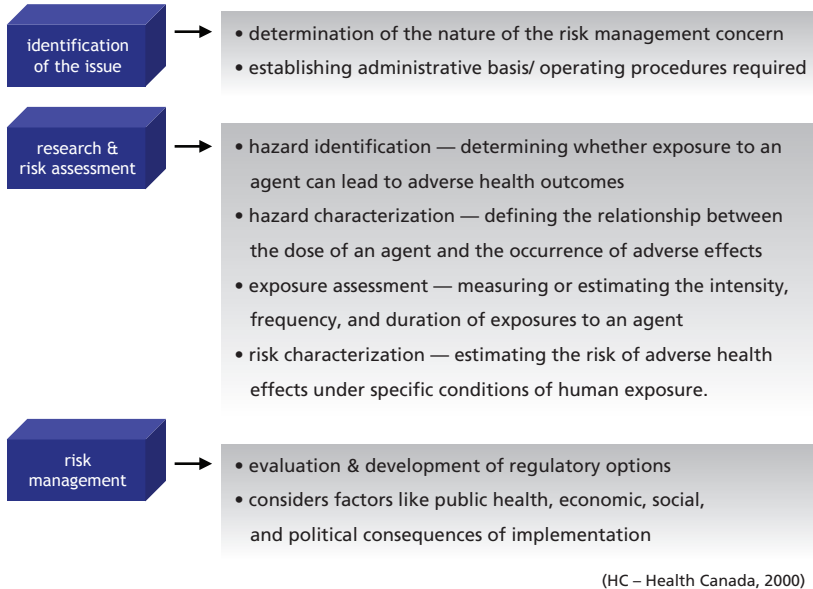 identification
of the issue
• determination of the nature of the risk management concern
• establishing administrative basis/ operating procedures required
research &
risk assessment
• hazard identification — determining whether exposure to an
agent can lead to adverse health outcomes
• hazard characterization — defining the relationship between
the dose of an agent and the occurrence of adverse effects
• exposure assessment — measuring or estimating the intensity,
frequency, and duration of exposures to an agent
• risk characterization — estimating the risk of adverse health
effects under specific conditions of human exposure.
risk
management
• evaluation & development of regulatory options
• considers factors like public health, economic, social,
and political consequences of implementation
(HC – Health Canada, 2000)